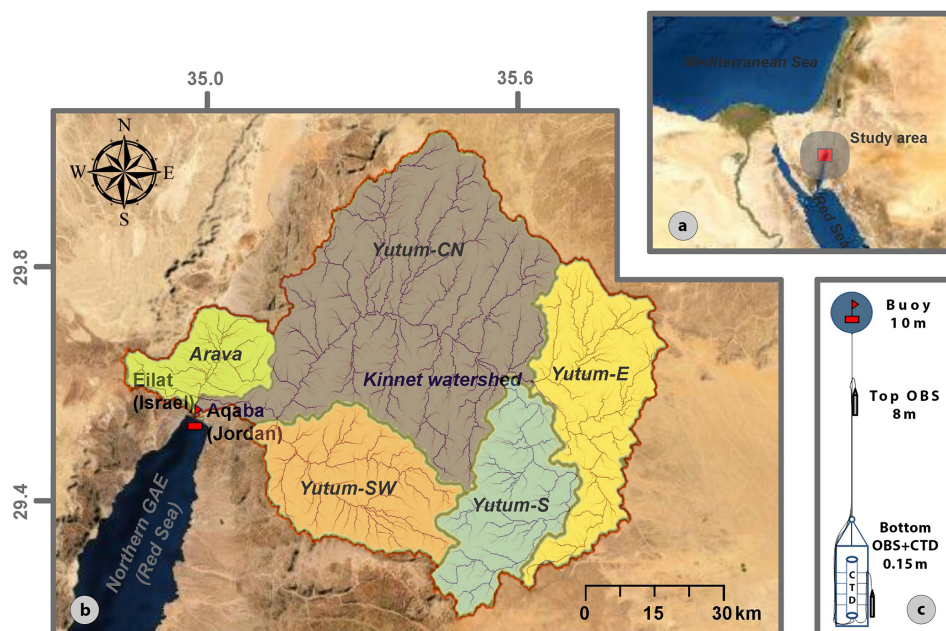 35.0
35.6
29.8
29.4
N
W
E
S
Yutum-CN
Arava
Kinnet watershed
Yutum-E
Eilat
(Israel)
Aqaba
(Jordan)
Yutum-SW
Yutum-S
Northern GAE
(Red Sea)
0 15 30 km
b
Mediterranean Sea
Study area
Red Sea
a
Buoy
10 m
Top OBS
8 m
Bottom
OBS+CTD
0.15 m
CTD
c